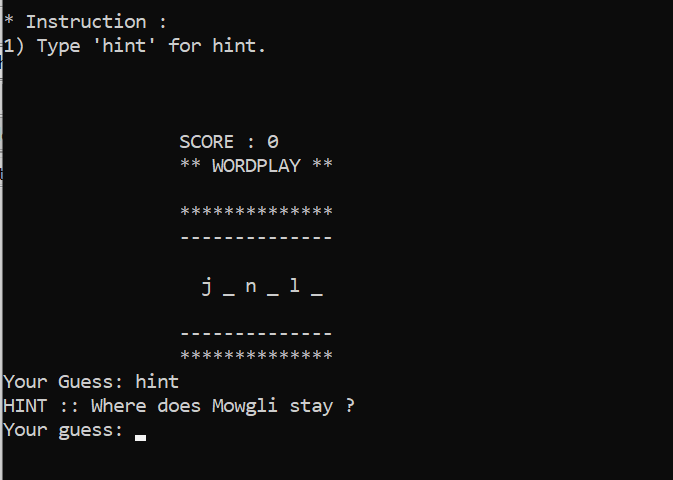 * Instruction :
1) Type 'hint' for hint.
SCORE : 0
** WORDPLAY **
**************
--------------
j _ n _ l _
--------------
**************
Your Guess: hint
HINT :: Where does Mowgli stay ?
Your guess: